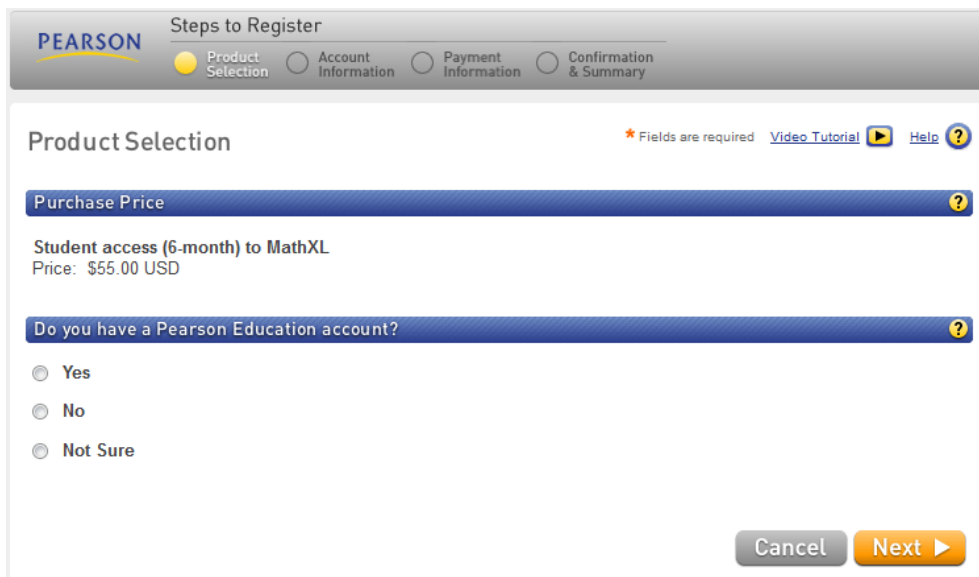 PEARSON
Steps to Register
Product Selection
Account Information
Payment Information
Confirmation & Summary
Product Selection
* Fields are required Video Tutorial Help ?
Purchase Price ?
Student access (6-month) to MathXL
Price: $55.00 USD
Do you have a Pearson Education account? ?
Yes
No
Not Sure
Cancel Next